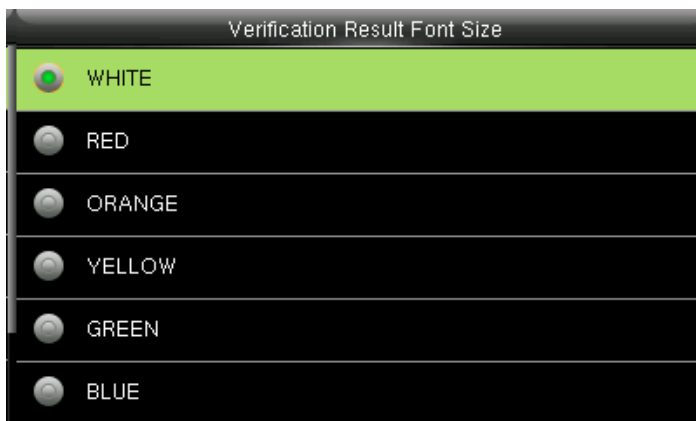 Verification Result Font Size
WHITE
RED
ORANGE
YELLOW
GREEN
BLUE